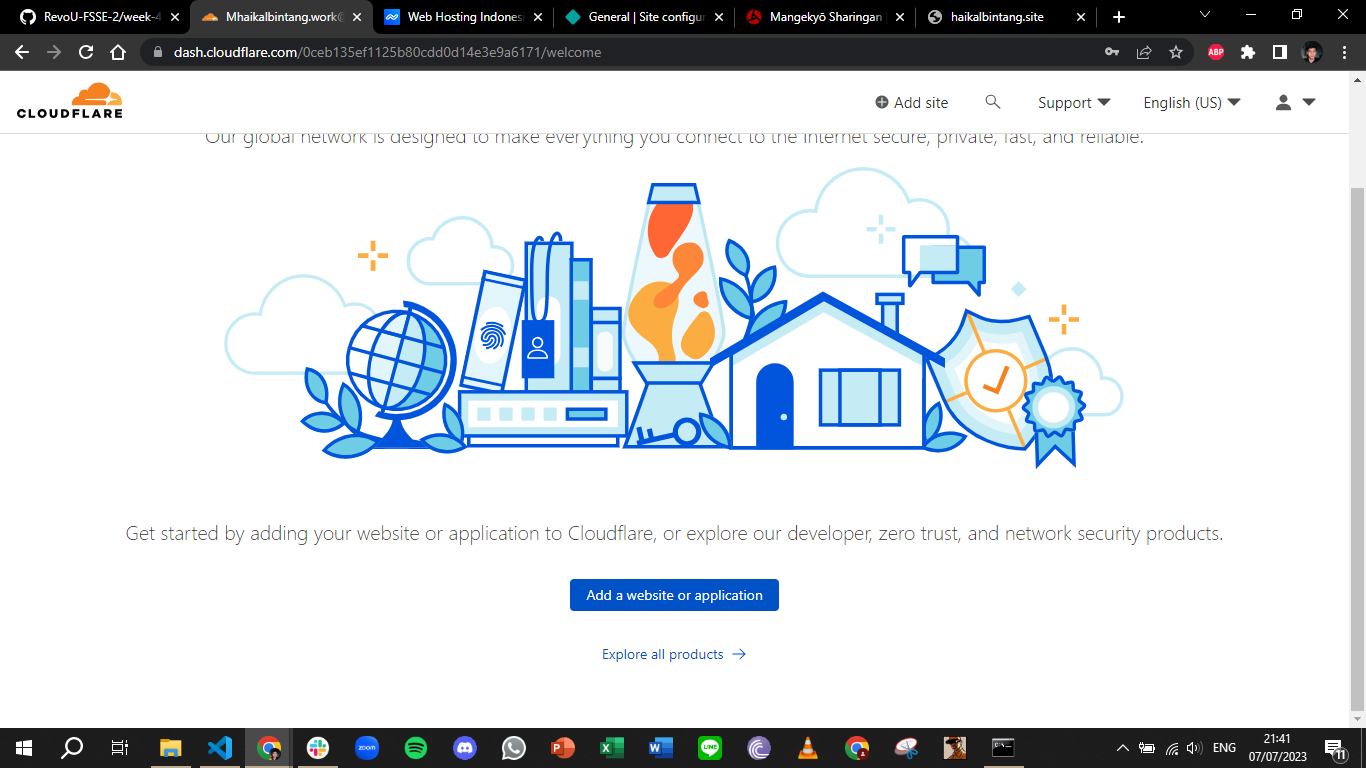 RevoU-FSSE-2/week-4
Mhaikalbintang.work@
Web Hosting Indones
General | Site configur
Mangekyō Sharingan
haikalbintang.site
dash.cloudflare.com/0ceb135ef1125b80cdd0d14e3e9a6171/welcome
ABP
CLOUDFLARE
Add site
Support
English (US)
Our global network is designed to make everything you connect to the Internet secure, private, fast, and reliable.
Get started by adding your website or application to Cloudflare, or explore our developer, zero trust, and network security products.
Add a website or application
Explore all products
zoom
LINE
ENG
21:41
07/07/2023
11